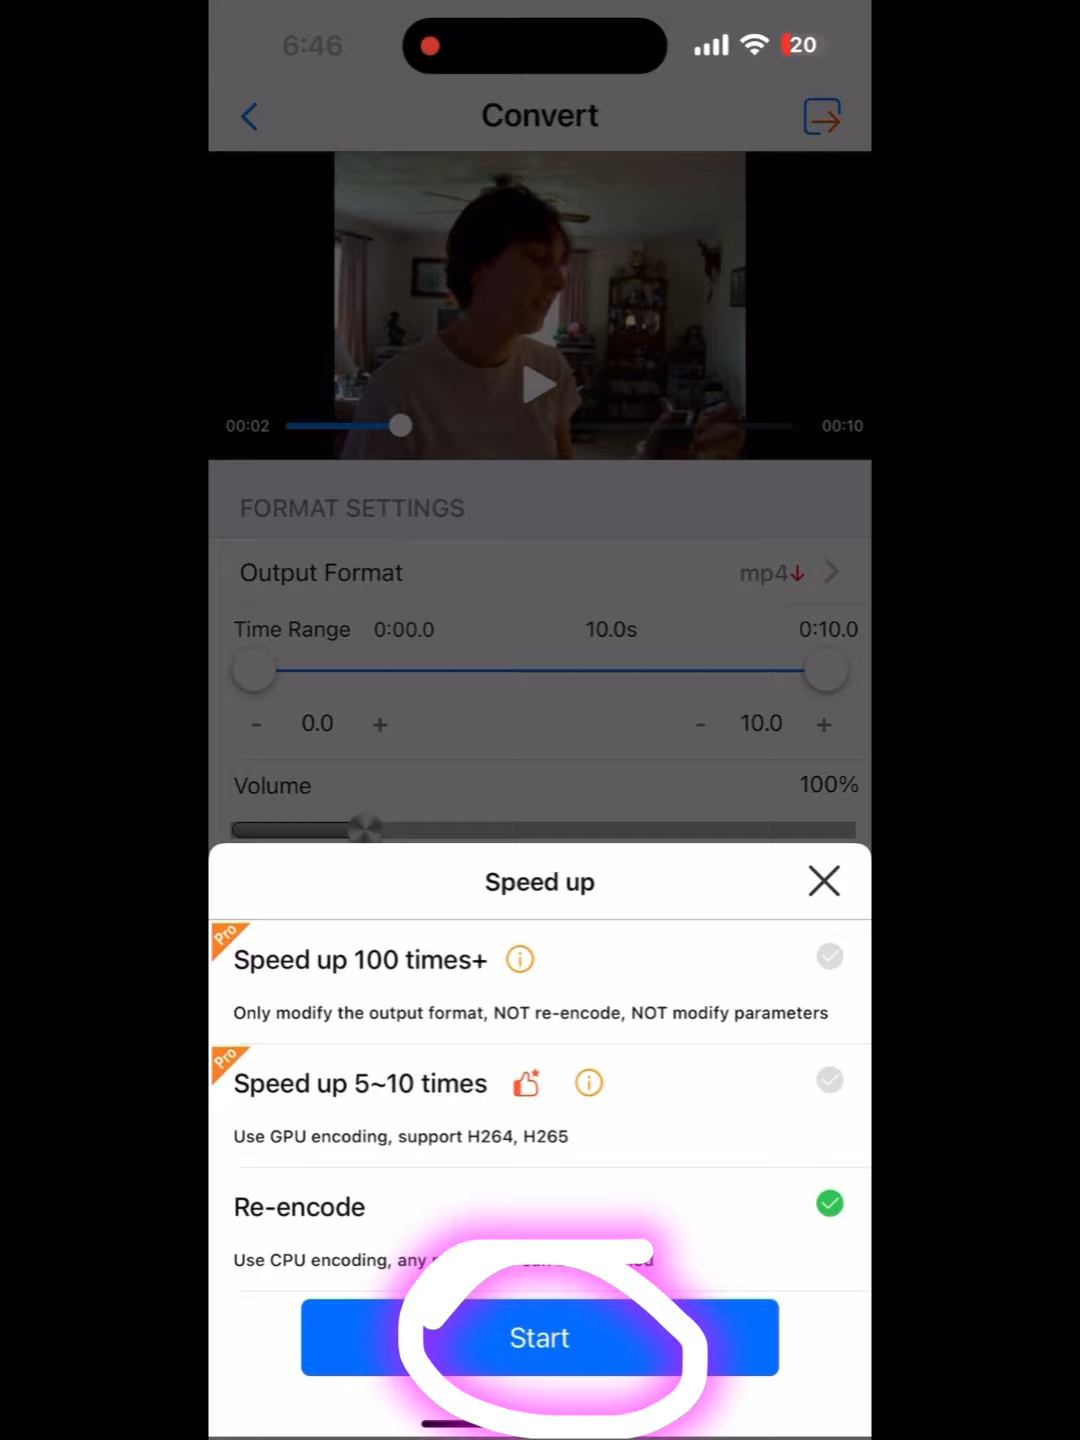 6:46
20
Convert
00:02
00:10
FORMAT SETTINGS
Output Format mp4
Time Range 0:00.0 10.0s 0:10.0
- 0.0 + - 10.0 +
Volume 100%
Speed up
Pro
Speed up 100 times+
Only modify the output format, NOT re-encode, NOT modify parameters
Pro
Speed up 5~10 times
Use GPU encoding, support H264, H265
Re-encode
Use CPU encoding, any
Start